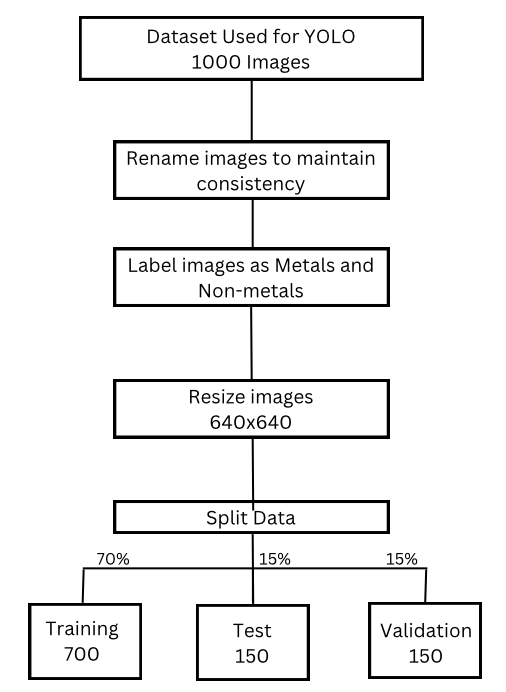 Dataset Used for YOLO
1000 Images
Rename images to maintain
consistency
Label images as Metals and
Non-metals
Resize images
640x640
Split Data
70%
15%
15%
Training
700
Test
150
Validation
150